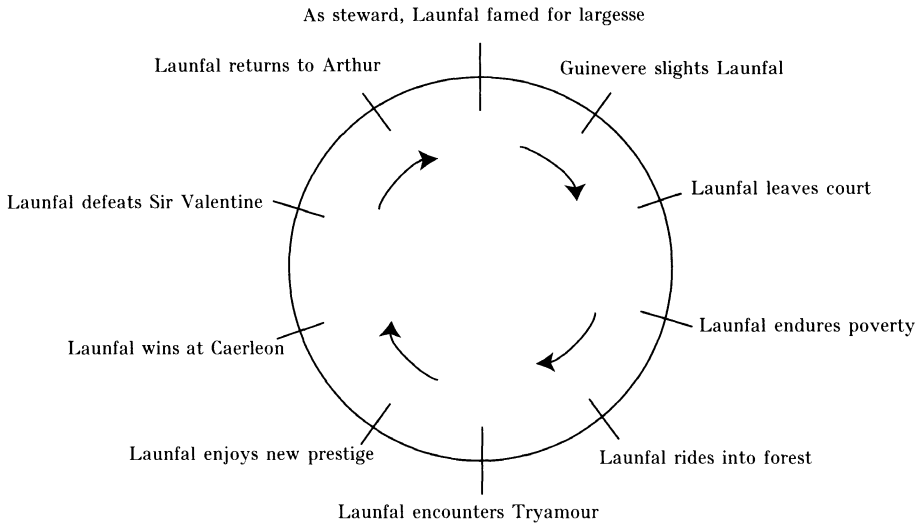 As steward, Launfal famed for largesse
Launfal returns to Arthur
Guinevere slights Launfal
Launfal defeats Sir Valentine
Launfal leaves court
Launfal wins at Caerleon
Launfal endures poverty
Launfal enjoys new prestige
Launfal rides into forest
Launfal encounters Tryamour